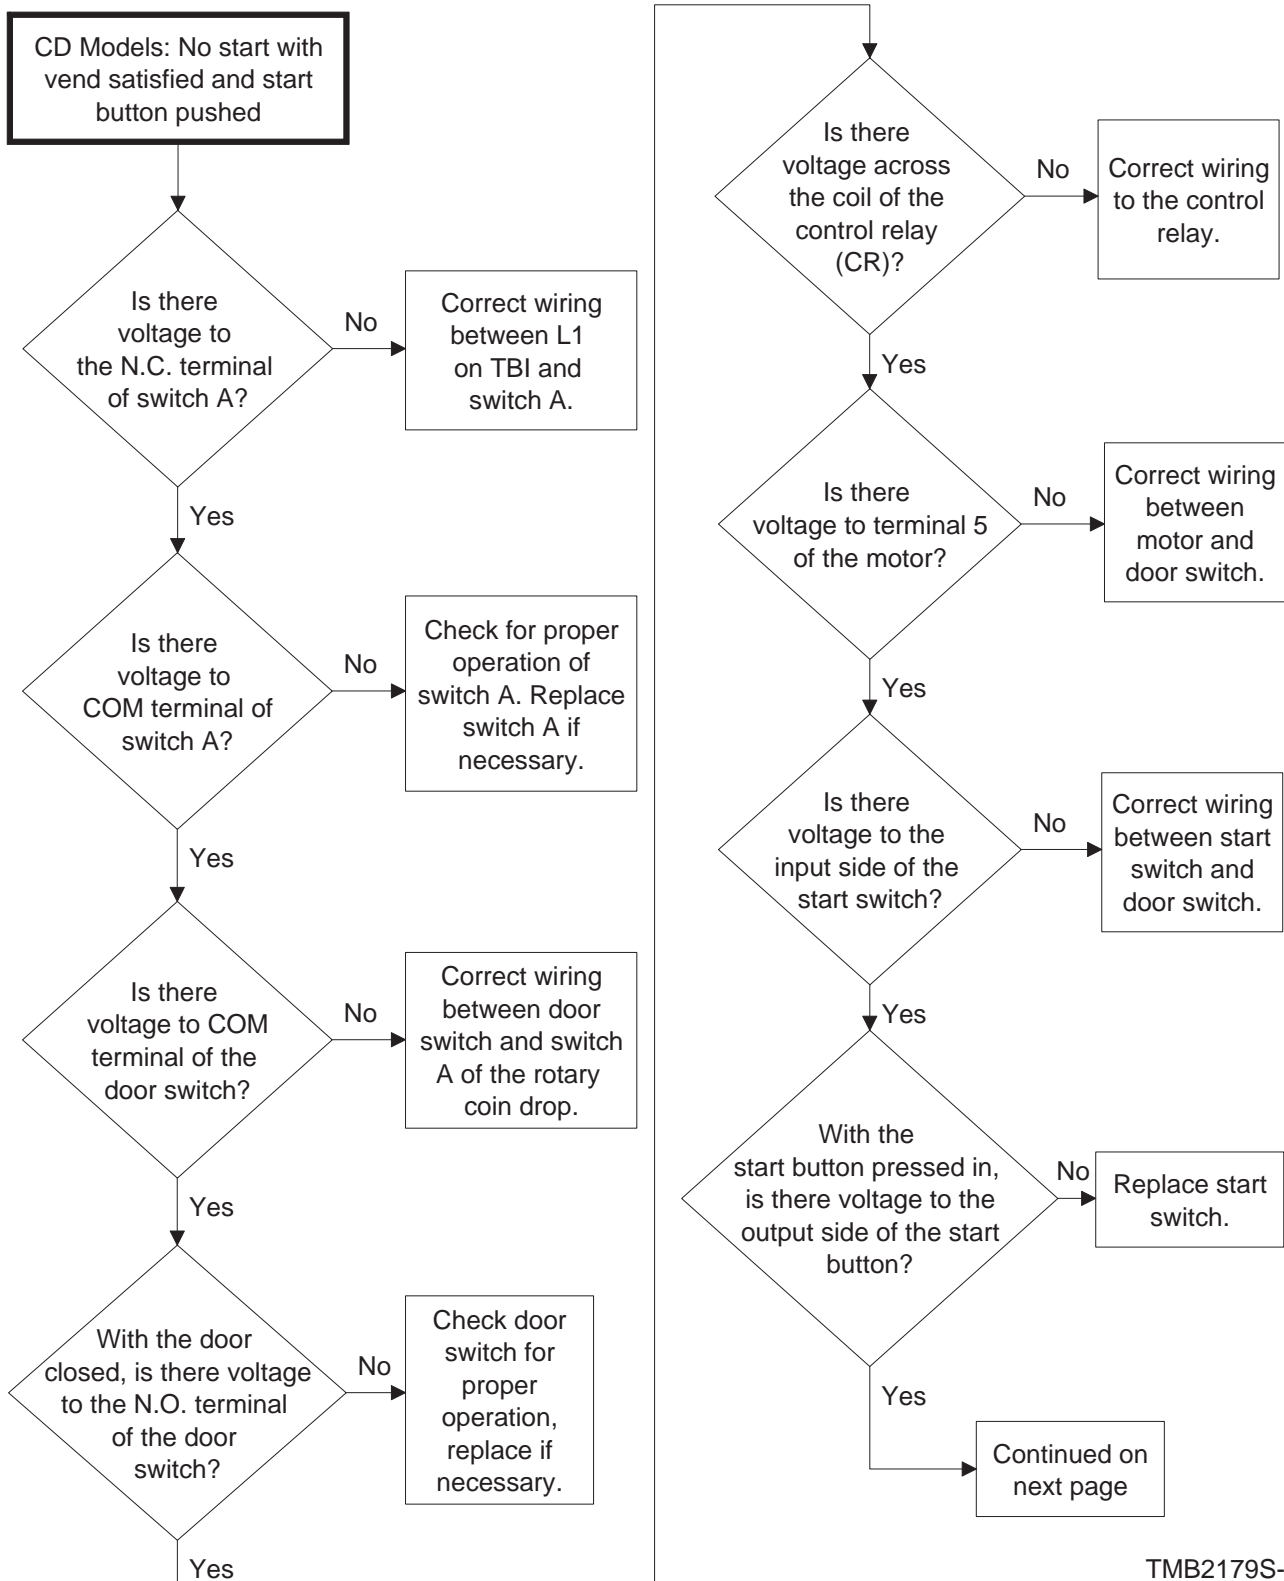 CD Models: No start with
vend satisfied and start
button pushed
Is there
voltage to
the N.C. terminal
of switch A?
No
Correct wiring
between L1
on TBI and
switch A.
Yes
Is there
voltage to
COM terminal of
switch A?
No
Check for proper
operation of
switch A. Replace
switch A if
necessary.
Yes
Is there
voltage to COM
terminal of the
door switch?
No
Correct wiring
between door
switch and switch
A of the rotary
coin drop.
Yes
With the door
closed, is there voltage
to the N.O. terminal
of the door
switch?
No
Check door
switch for
proper
operation,
replace if
necessary.
Yes
Is there
voltage across
the coil of the
control relay
(CR)?
No
Correct wiring
to the control
relay.
Yes
Is there
voltage to terminal 5
of the motor?
No
Correct wiring
between
motor and
door switch.
Yes
Is there
voltage to the
input side of the
start switch?
No
Correct wiring
between start
switch and
door switch.
Yes
With the
start button pressed in,
is there voltage to the
output side of the start
button?
No
Replace start
switch.
Yes
Continued on
next page
TMB2179S-